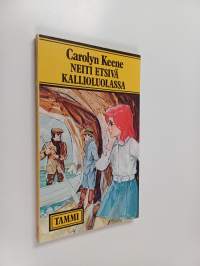 Carolyn Keene
NEITI ETSIVÄ
KALLIOLUOLASSA
TAMMI